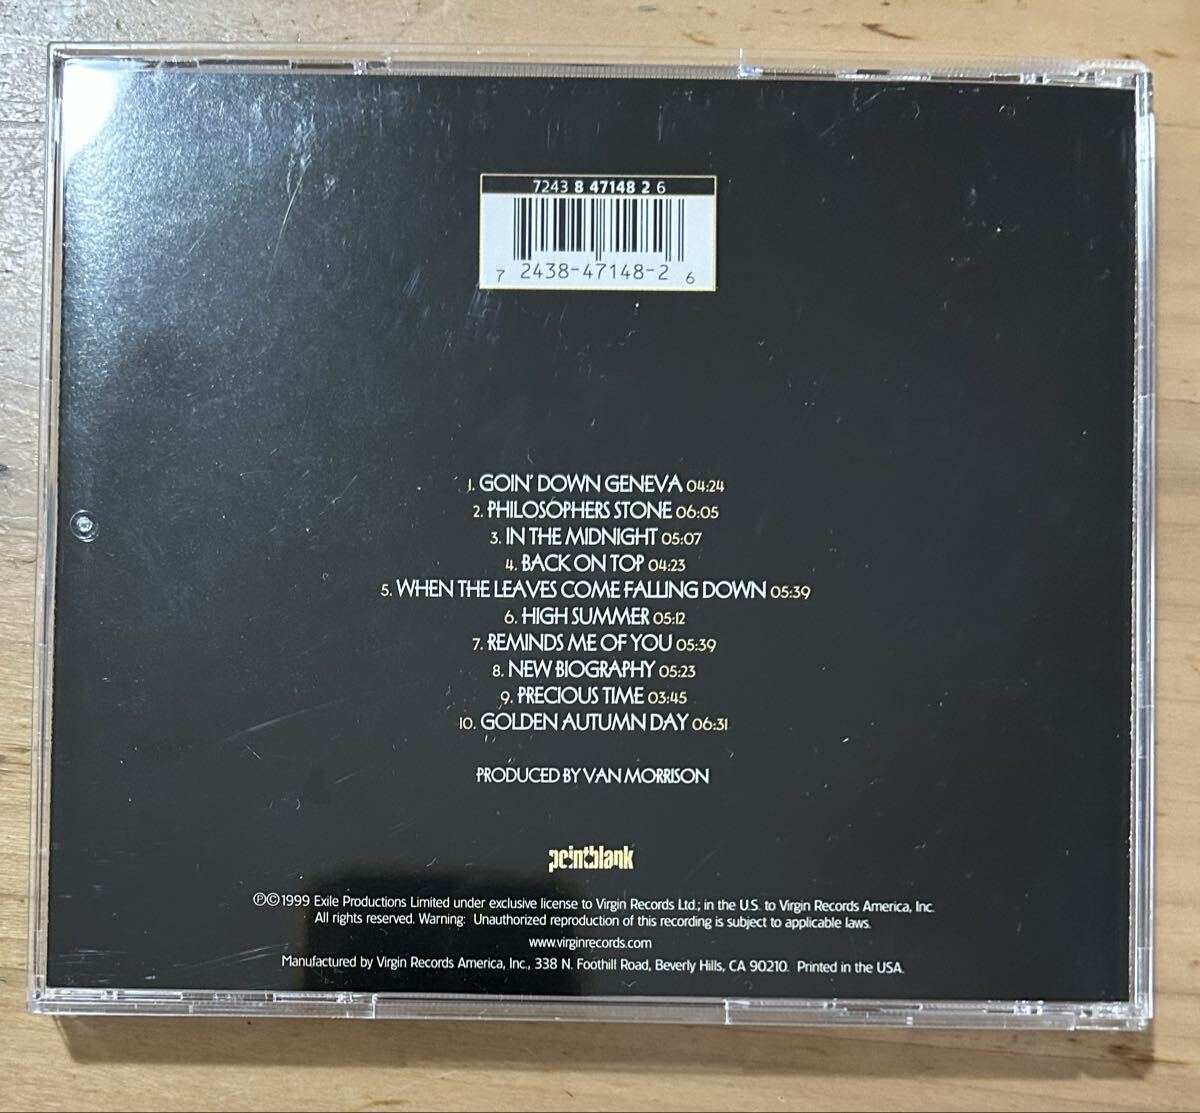 7243 8 47148 2 6
7 2438-47148-2 6
1. GOIN' DOWN GENEVA 04:24
2. PHILOSOPHERS STONE 06:05
3. IN THE MIDNIGHT 05:07
4. BACK ON TOP 04:23
5. WHEN THE LEAVES COME FALLING DOWN 05:39
6. HIGH SUMMER 05:12
7. REMINDS ME OF YOU 05:39
8. NEW BIOGRAPHY 05:23
9. PRECIOUS TIME 03:45
10. GOLDEN AUTUMN DAY 06:31
PRODUCED BY VAN MORRISON
pointblank
℗©1999 Exile Productions Limited under exclusive license to Virgin Records Ltd.; in the U.S. to Virgin Records America, Inc.
All rights reserved. Warning: Unauthorized reproduction of this recording is subject to applicable laws.
www.virginrecords.com
Manufactured by Virgin Records America, Inc., 338 N. Foothill Road, Beverly Hills, CA 90210. Printed in the USA.